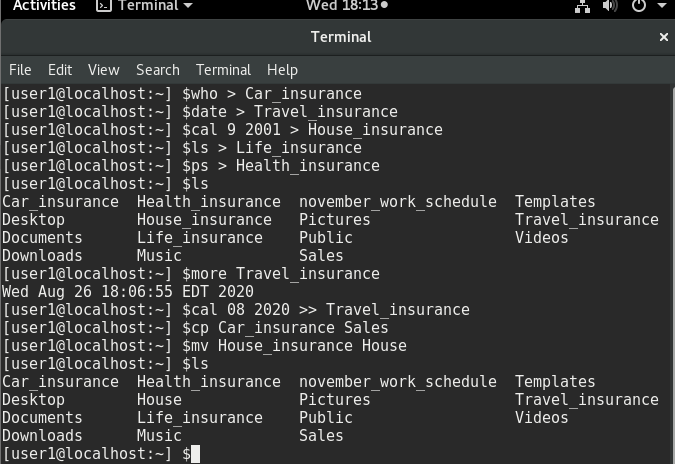 Activities Terminal Wed 18:13
Terminal ×
File Edit View Search Terminal Help
[user1@localhost:~] $who > Car_insurance
[user1@localhost:~] $date > Travel_insurance
[user1@localhost:~] $cal 9 2001 > House_insurance
[user1@localhost:~] $ls > Life_insurance
[user1@localhost:~] $ps > Health_insurance
[user1@localhost:~] $ls
Car_insurance  Health_insurance  november_work_schedule  Templates
Desktop        House_insurance   Pictures                Travel_insurance
Documents      Life_insurance    Public                  Videos
Downloads      Music             Sales
[user1@localhost:~] $more Travel_insurance
Wed Aug 26 18:06:55 EDT 2020
[user1@localhost:~] $cal 08 2020 >> Travel_insurance
[user1@localhost:~] $cp Car_insurance Sales
[user1@localhost:~] $mv House_insurance House
[user1@localhost:~] $ls
Car_insurance  Health_insurance  november_work_schedule  Templates
Desktop        House             Pictures                Travel_insurance
Documents      Life_insurance    Public                  Videos
Downloads      Music             Sales
[user1@localhost:~] $